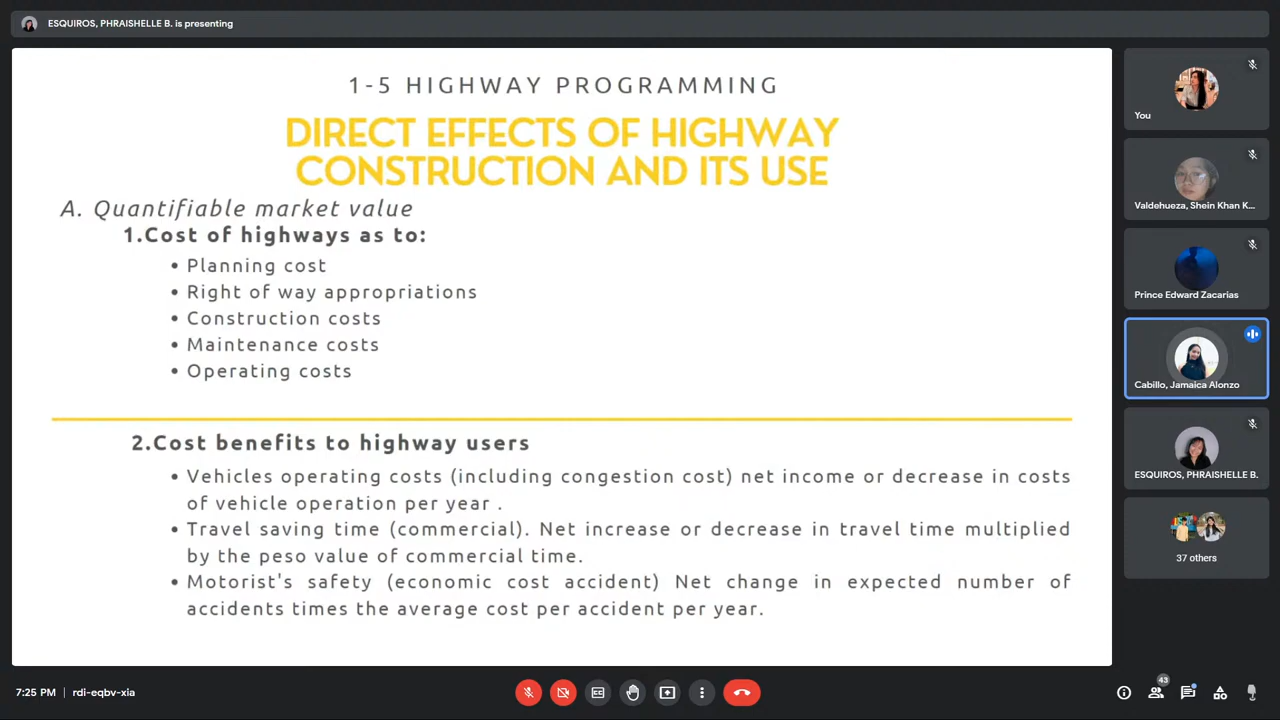 ESQUIROS, PHRAISHELLE B. is presenting
1-5 HIGHWAY PROGRAMMING
DIRECT EFFECTS OF HIGHWAY
CONSTRUCTION AND ITS USE
A. Quantifiable market value
1.Cost of highways as to:
• Planning cost
• Right of way appropriations
• Construction costs
• Maintenance costs
• Operating costs
2.Cost benefits to highway users
• Vehicles operating costs (including congestion cost) net income or decrease in costs
of vehicle operation per year .
• Travel saving time (commercial). Net increase or decrease in travel time multiplied
by the peso value of commercial time.
• Motorist's safety (economic cost accident) Net change in expected number of
accidents times the average cost per accident per year.
You
Valdehueza, Shein Khan K...
Prince Edward Zacarias
Cabillo, Jamaica Alonzo
ESQUIROS, PHRAISHELLE B.
37 others
7:25 PM | rdi-eqbv-xia
CC
43